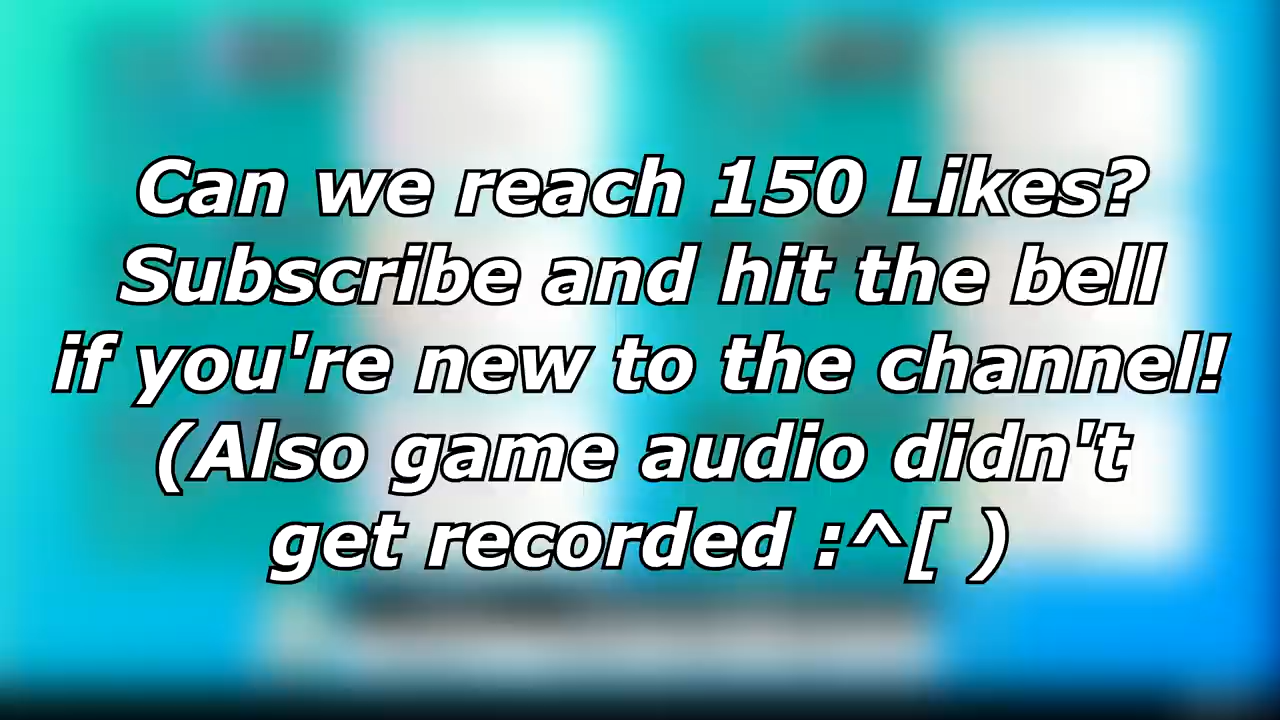 Can we reach 150 Likes?
Subscribe and hit the bell
if you're new to the channel!
(Also game audio didn't
get recorded :^[ )